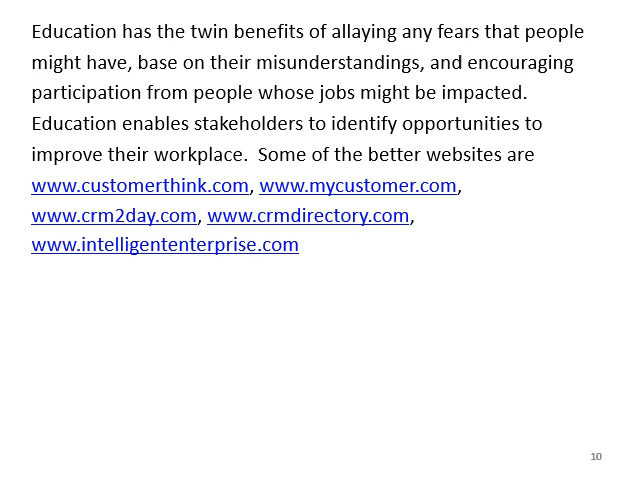 Education has the twin benefits of allaying any fears that people
might have, base on their misunderstandings, and encouraging
participation from people whose jobs might be impacted.
Education enables stakeholders to identify opportunities to
improve their workplace.  Some of the better websites are
www.customerthink.com, www.mycustomer.com,
www.crm2day.com, www.crmdirectory.com,
www.intelligententerprise.com
10